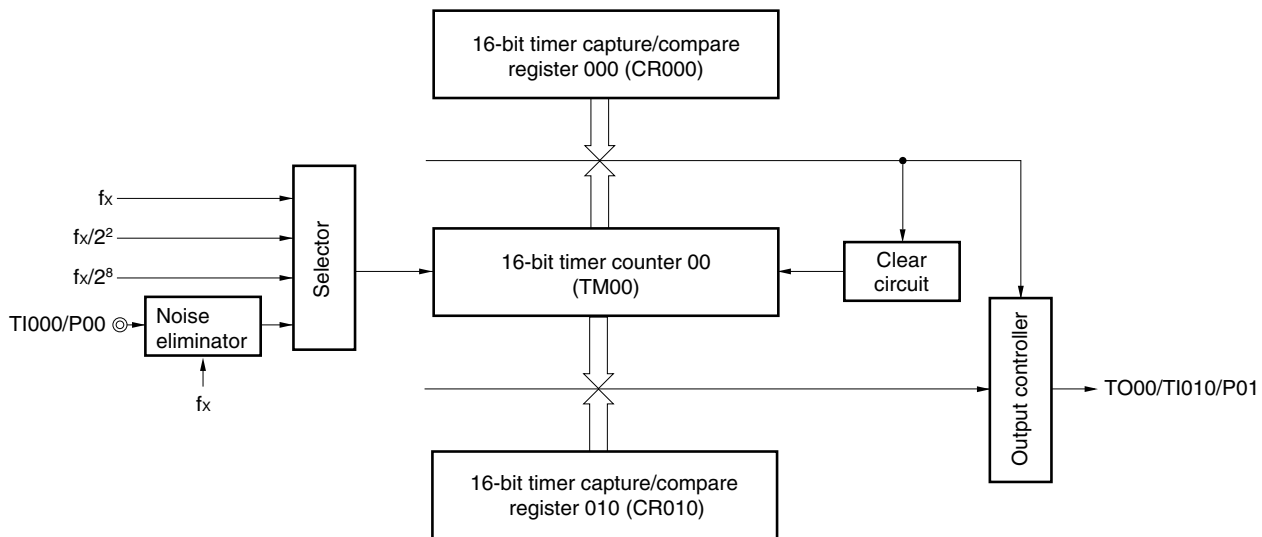 16-bit timer capture/compare
register 000 (CR000)
fx
fx/2²
fx/2⁸
TI000/P00
Noise
eliminator
fx
Selector
16-bit timer counter 00
(TM00)
Clear
circuit
Output controller
TO00/TI010/P01
16-bit timer capture/compare
register 010 (CR010)